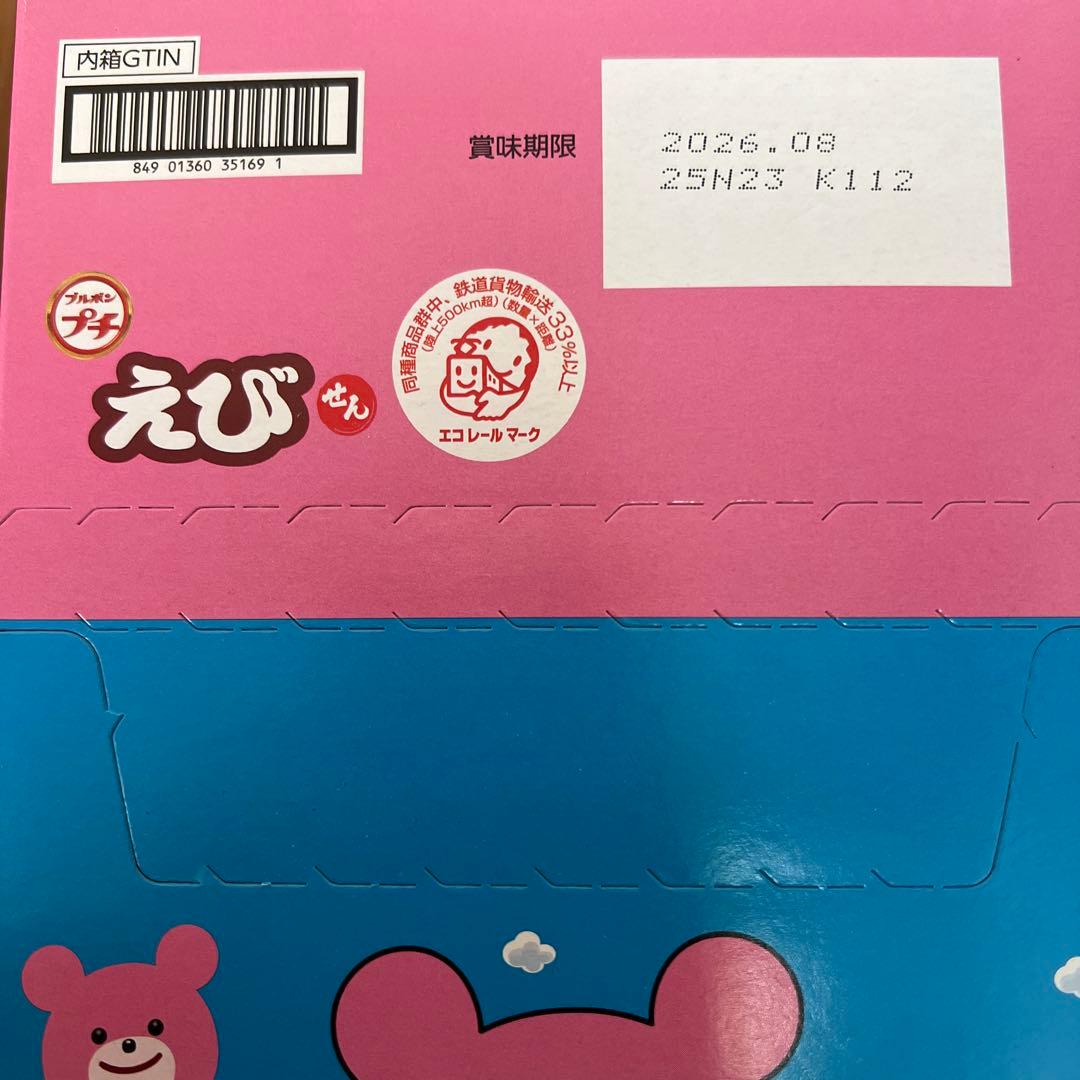 内箱GTIN
849 01360 35169 1
賞味期限
2026.08
25N23 K112
ブルボン
プチ
えび
せん
同種商品群中、鉄道貨物輸送33%以上
(陸上500km超)(数量×距離)
エコレールマーク